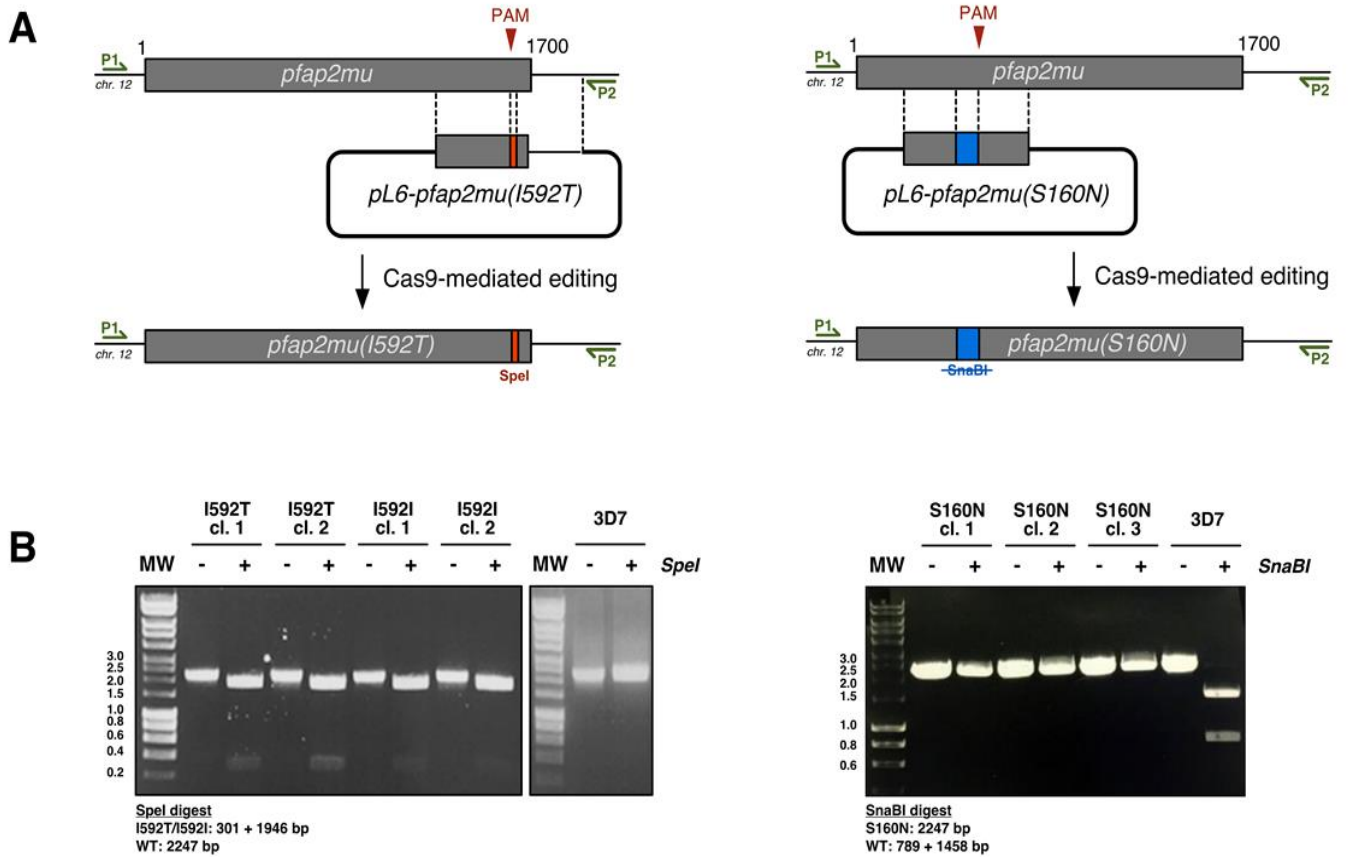 A
PAM
1
1700
P1
pfap2mu
chr. 12
P2
pL6-pfap2mu(I592T)
Cas9-mediated editing
P1
pfap2mu(I592T)
chr. 12
P2
SpeI
PAM
1
1700
P1
pfap2mu
chr. 12
P2
pL6-pfap2mu(S160N)
Cas9-mediated editing
P1
pfap2mu(S160N)
chr. 12
P2
SnaBI
B
I592T I592T I592I I592I
cl. 1 cl. 2 cl. 1 cl. 2
3D7
MW - + - + - + - + MW - + SpeI
3.0
2.5
2.0
1.5
1.0
0.8
0.6
0.4
0.2
SpeI digest
I592T/I592I: 301 + 1946 bp
WT: 2247 bp
S160N S160N S160N
cl. 1 cl. 2 cl. 3
3D7
MW - + - + - + - + SnaBI
3.0
2.5
2.0
1.5
1.0
0.8
0.6
SnaBI digest
S160N: 2247 bp
WT: 789 + 1458 bp